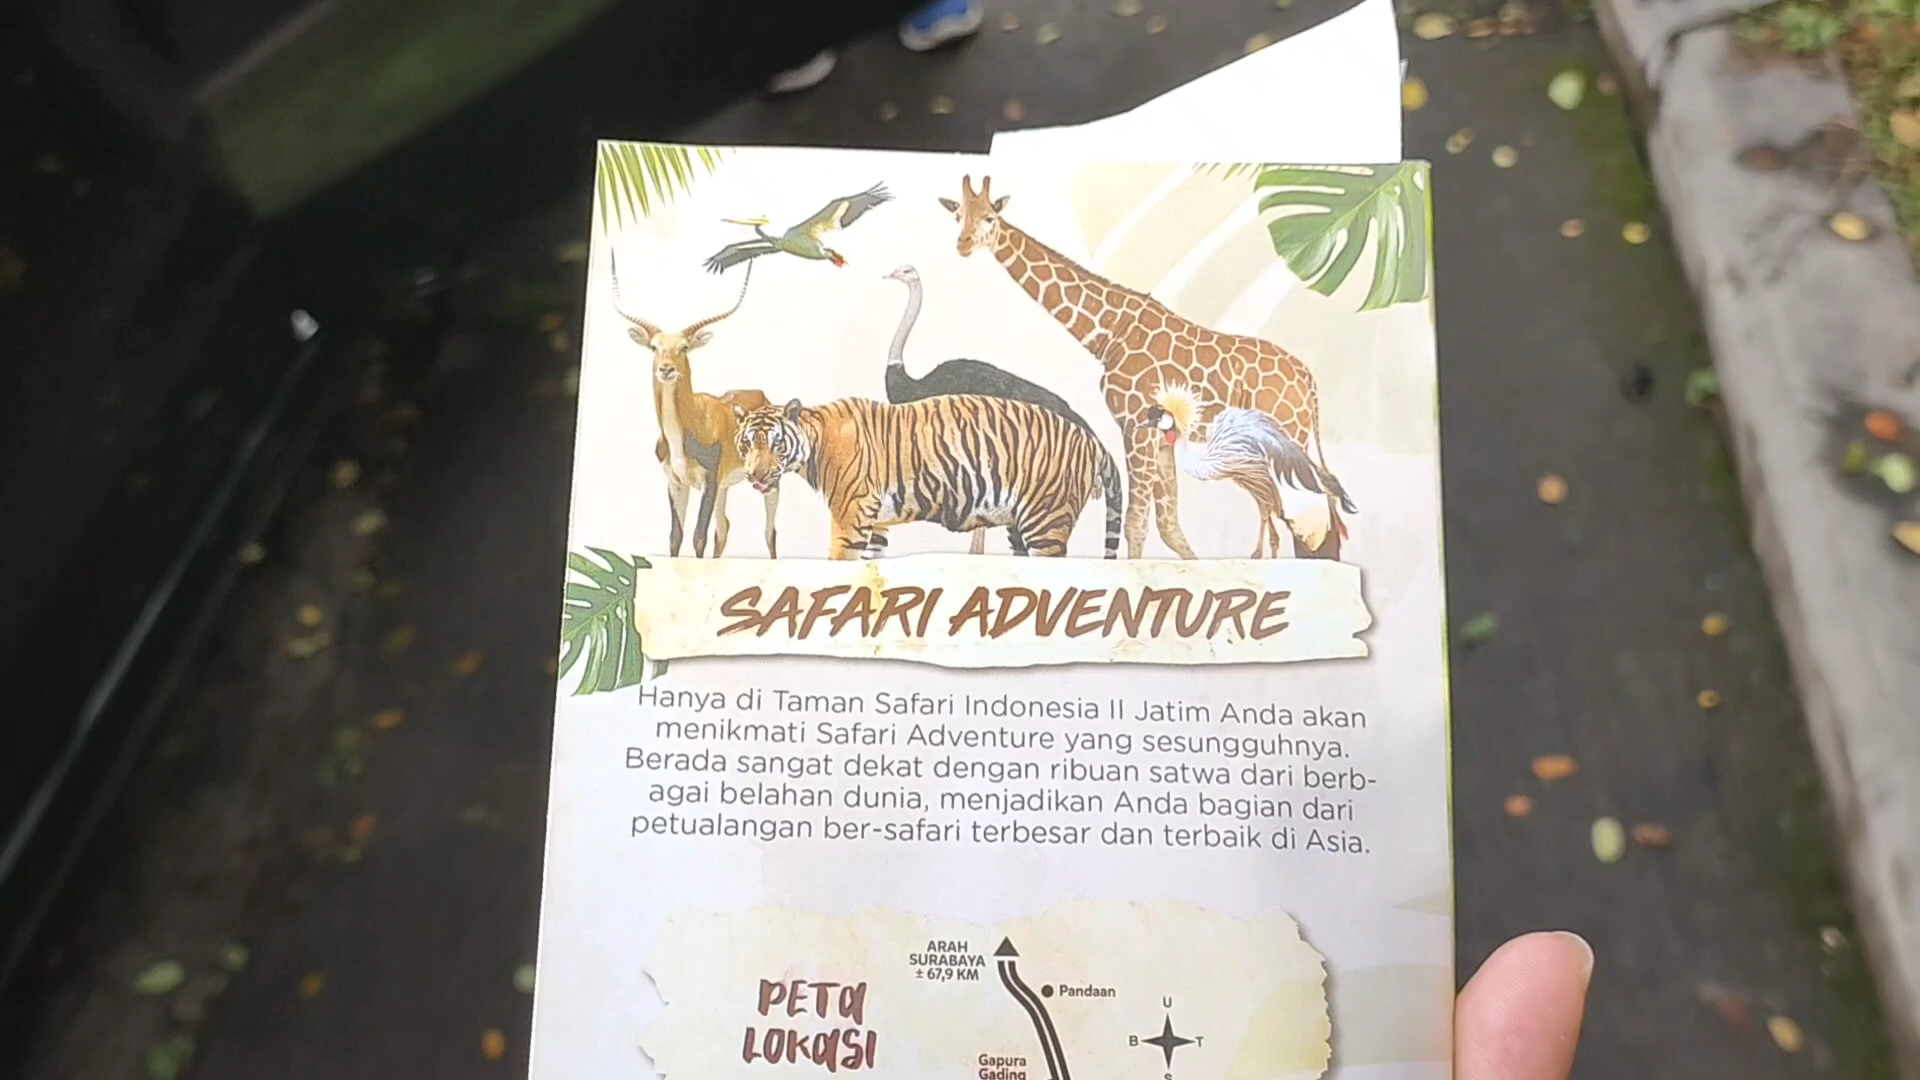 SAFARI ADVENTURE
Hanya di Taman Safari Indonesia II Jatim Anda akan
menikmati Safari Adventure yang sesungguhnya.
Berada sangat dekat dengan ribuan satwa dari berb-
agai belahan dunia, menjadikan Anda bagian dari
petualangan ber-safari terbesar dan terbaik di Asia.
ARAH
SURABAYA
± 67,9 KM
PETA
LOKASI
Pandaan
U
B
T
S
Gapura
Gading